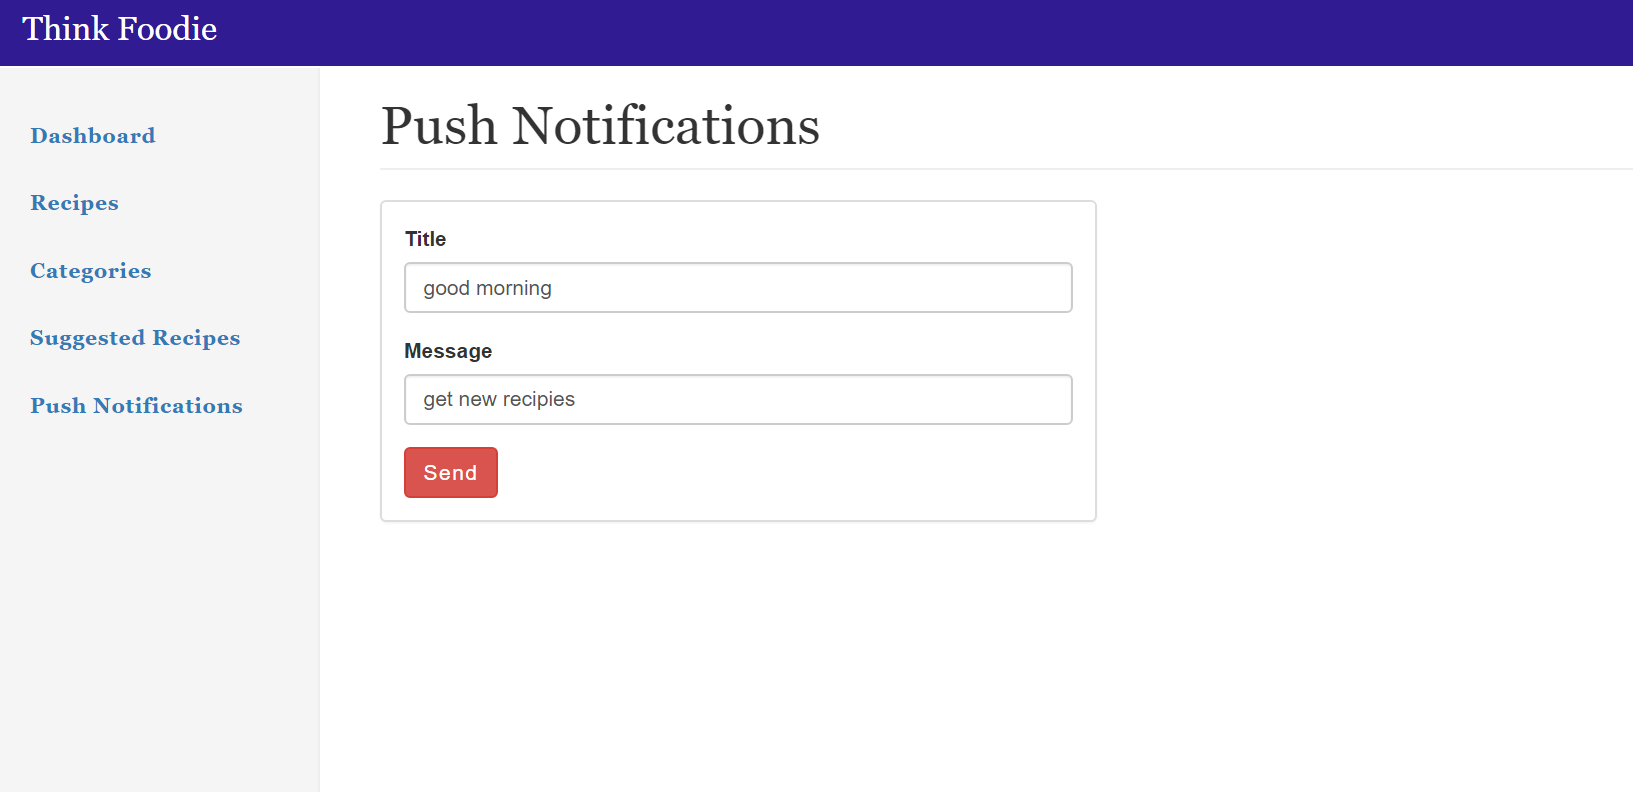 Think Foodie
Dashboard
Recipes
Categories
Suggested Recipes
Push Notifications
Push Notifications
Title
good morning
Message
get new recipies
Send